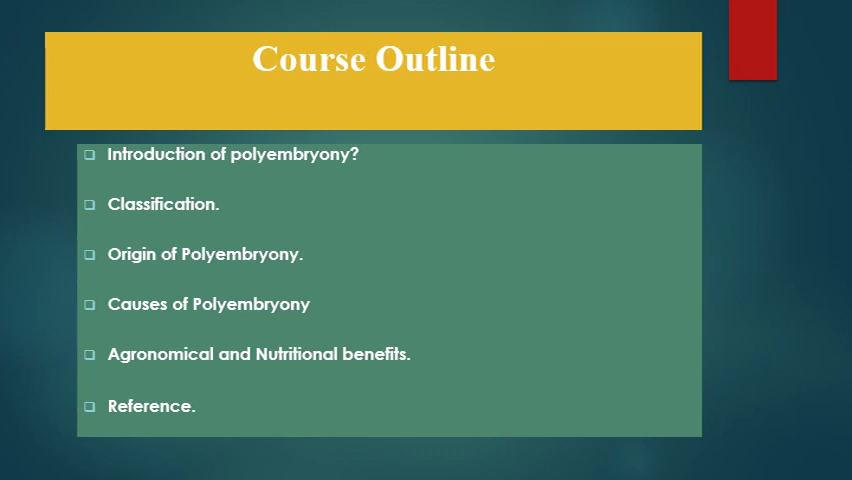 Course Outline
Introduction of polyembryony?
Classification.
Origin of Polyembryony.
Causes of Polyembryony
Agronomical and Nutritional benefits.
Reference.